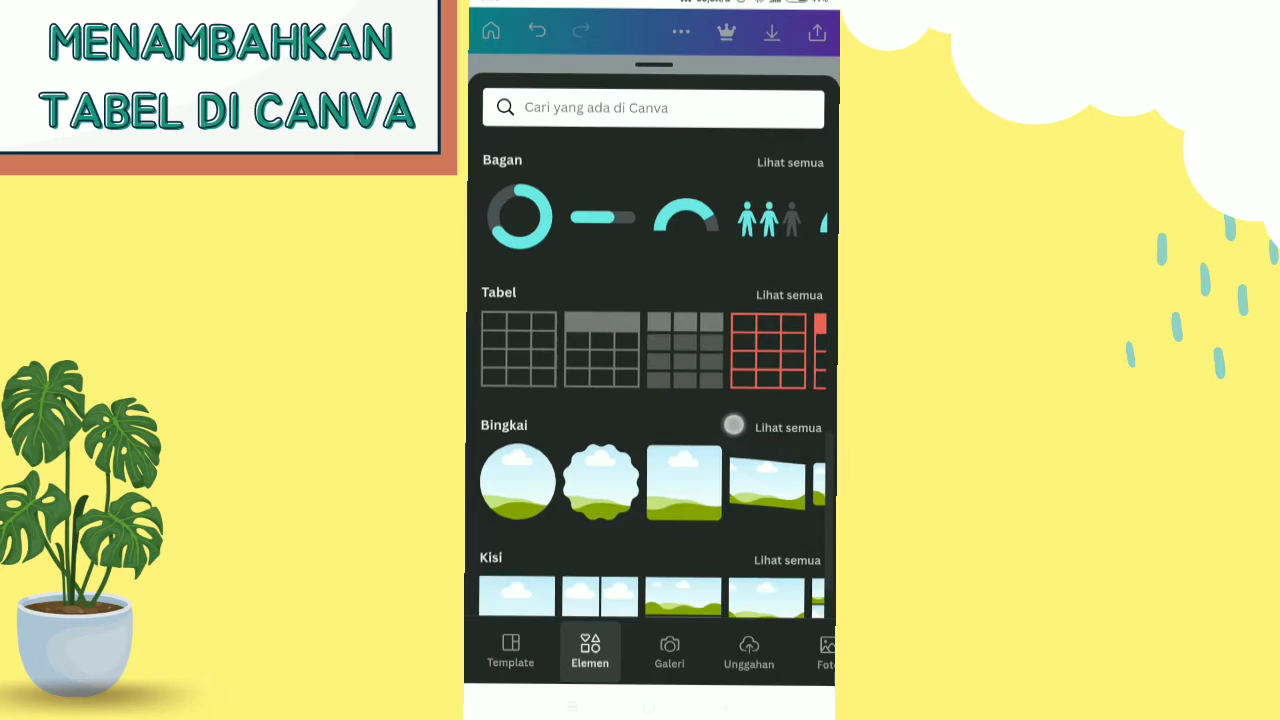 MENAMBAHKAN
TABEL DI CANVA
Cari yang ada di Canva
Bagan
Lihat semua
Tabel
Lihat semua
Bingkai
Lihat semua
Kisi
Lihat semua
Template
Elemen
Galeri
Unggahan